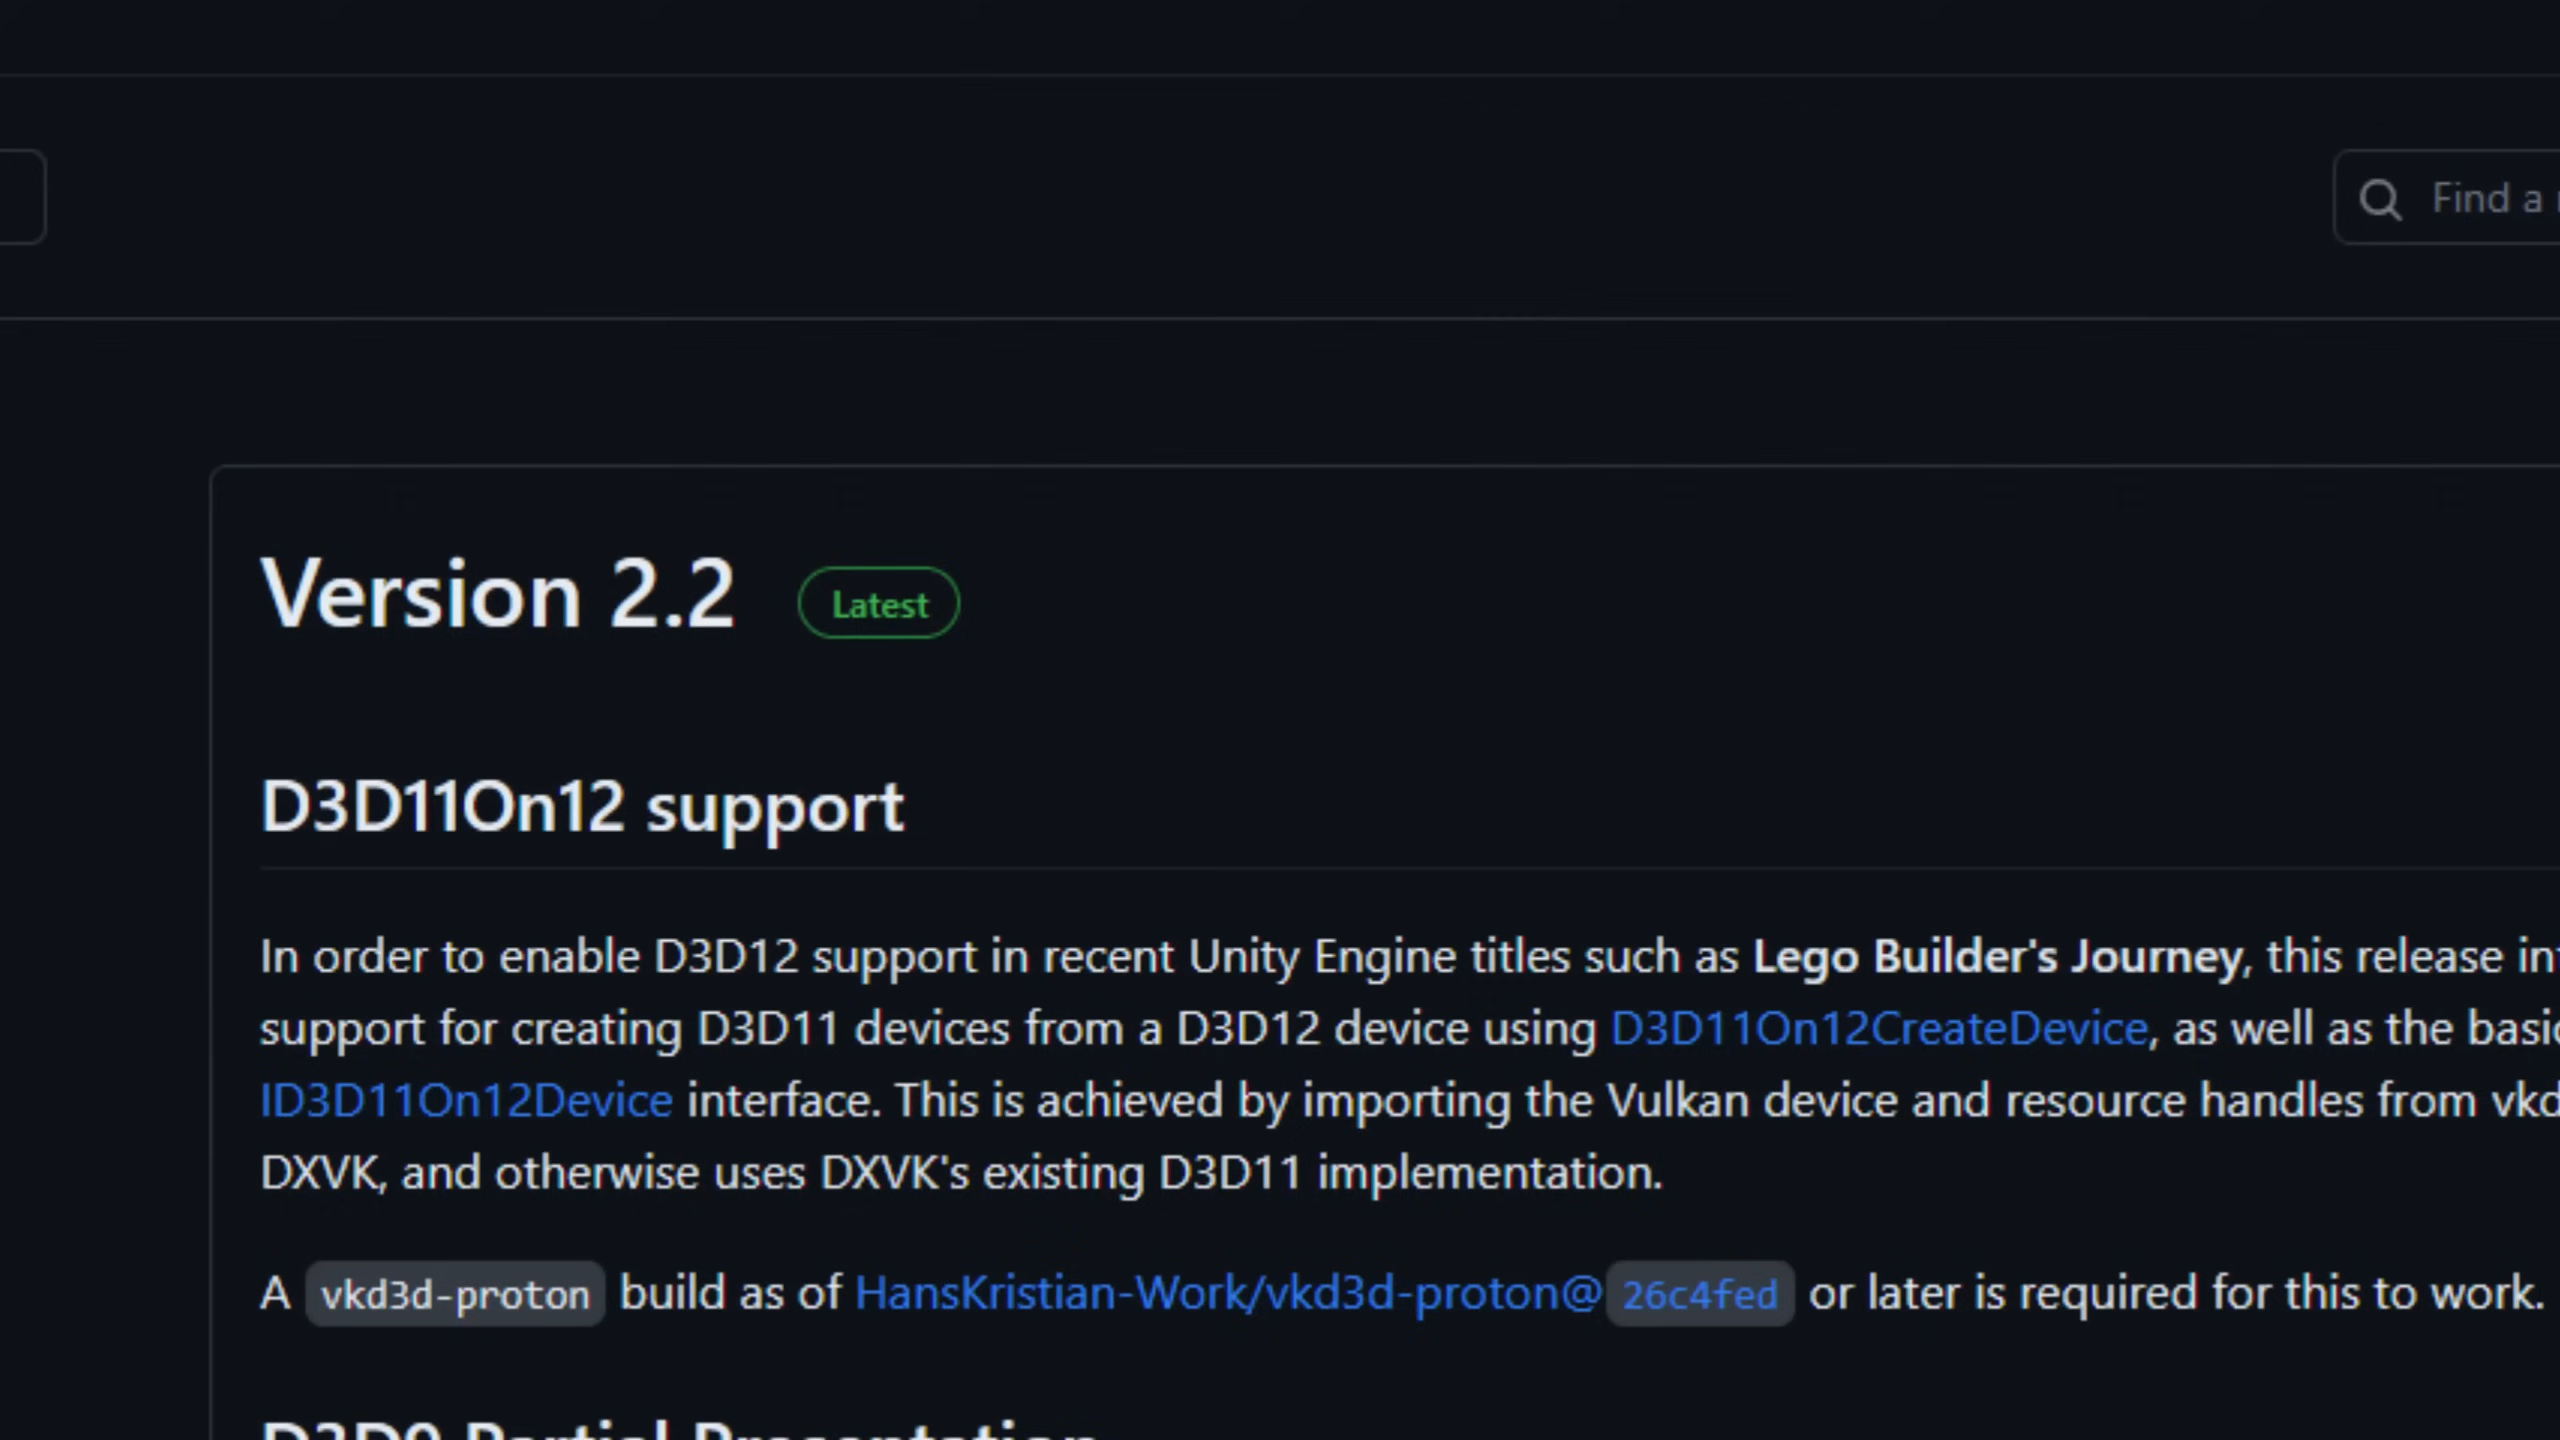 Find a
Version 2.2 Latest
D3D11On12 support
In order to enable D3D12 support in recent Unity Engine titles such as Lego Builder's Journey, this release
support for creating D3D11 devices from a D3D12 device using D3D11On12CreateDevice, as well as the
ID3D11On12Device interface. This is achieved by importing the Vulkan device and resource handles from
DXVK, and otherwise uses DXVK's existing D3D11 implementation.
A vkd3d-proton build as of HansKristian-Work/vkd3d-proton@26c4fed or later is required for this to work.
D3D9 Partial Presentation